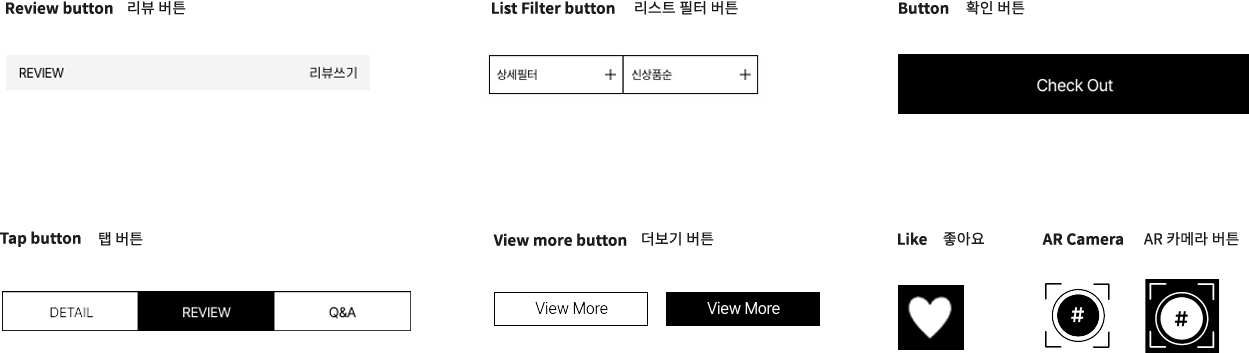 Review button 리뷰 버튼
List Filter button 리스트 필터 버튼
Button 확인 버튼
REVIEW 리뷰쓰기
상세필터 +
신상품순 +
Check Out
Tap button 탭 버튼
View more button 더보기 버튼
Like 좋아요
AR Camera AR 카메라 버튼
DETAIL
REVIEW
Q&A
View More
View More
#
#